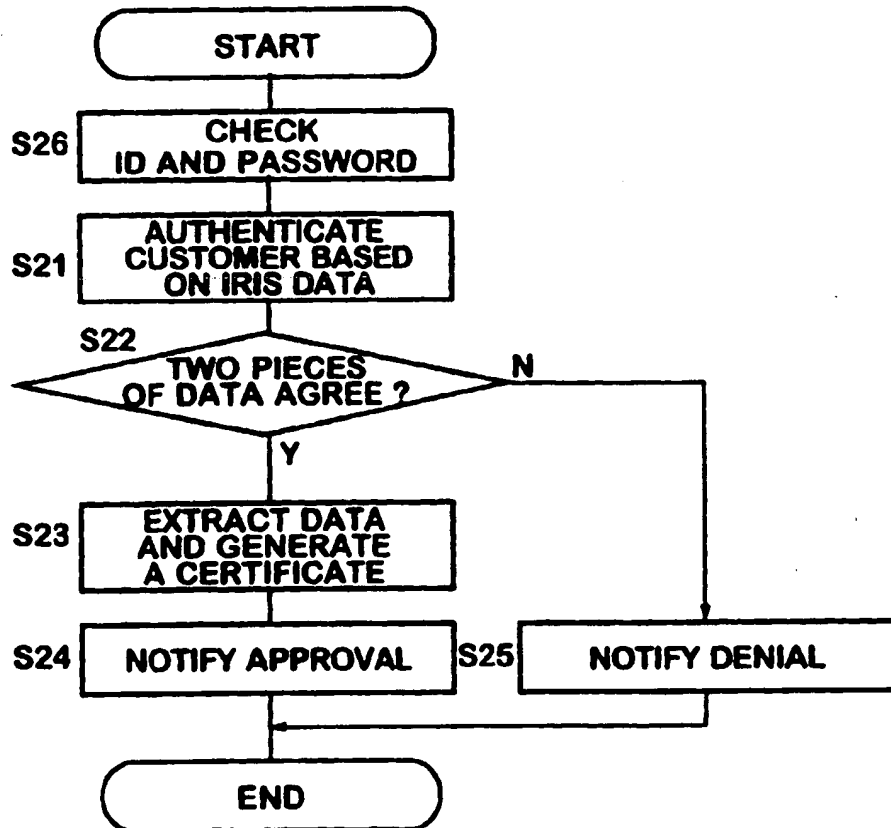 START
S26
CHECK
ID AND PASSWORD
S21
AUTHENTICATE
CUSTOMER BASED
ON IRIS DATA
S22
TWO PIECES
OF DATA AGREE ?
N
Y
S23
EXTRACT DATA
AND GENERATE
A CERTIFICATE
S24
NOTIFY APPROVAL
S25
NOTIFY DENIAL
END